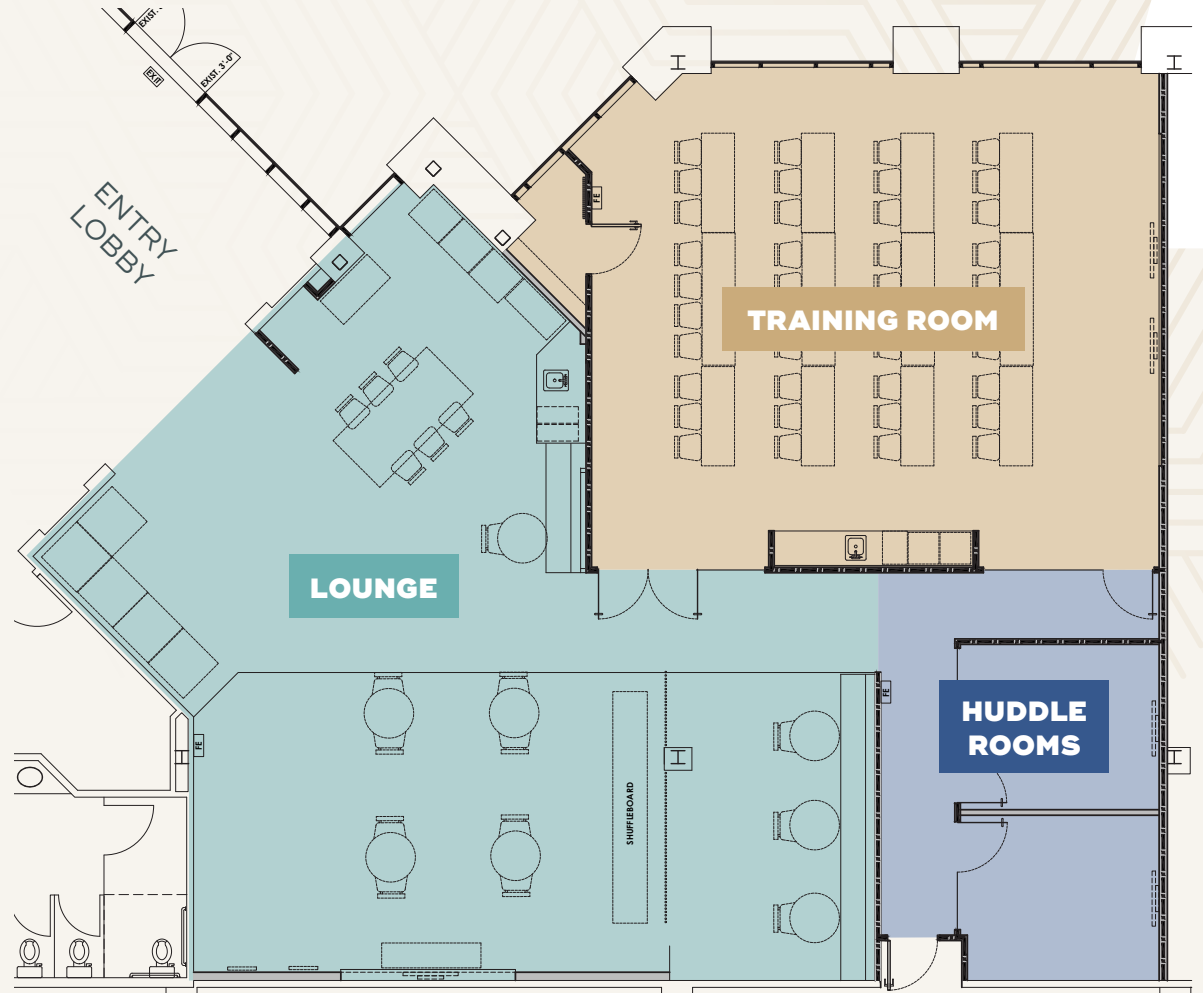 EXIST. 3'-0"
EXIT
ENTRY
LOBBY
FE
TRAINING ROOM
LOUNGE
FE
HUDDLE
ROOMS
FE
SHUFFLEBOARD